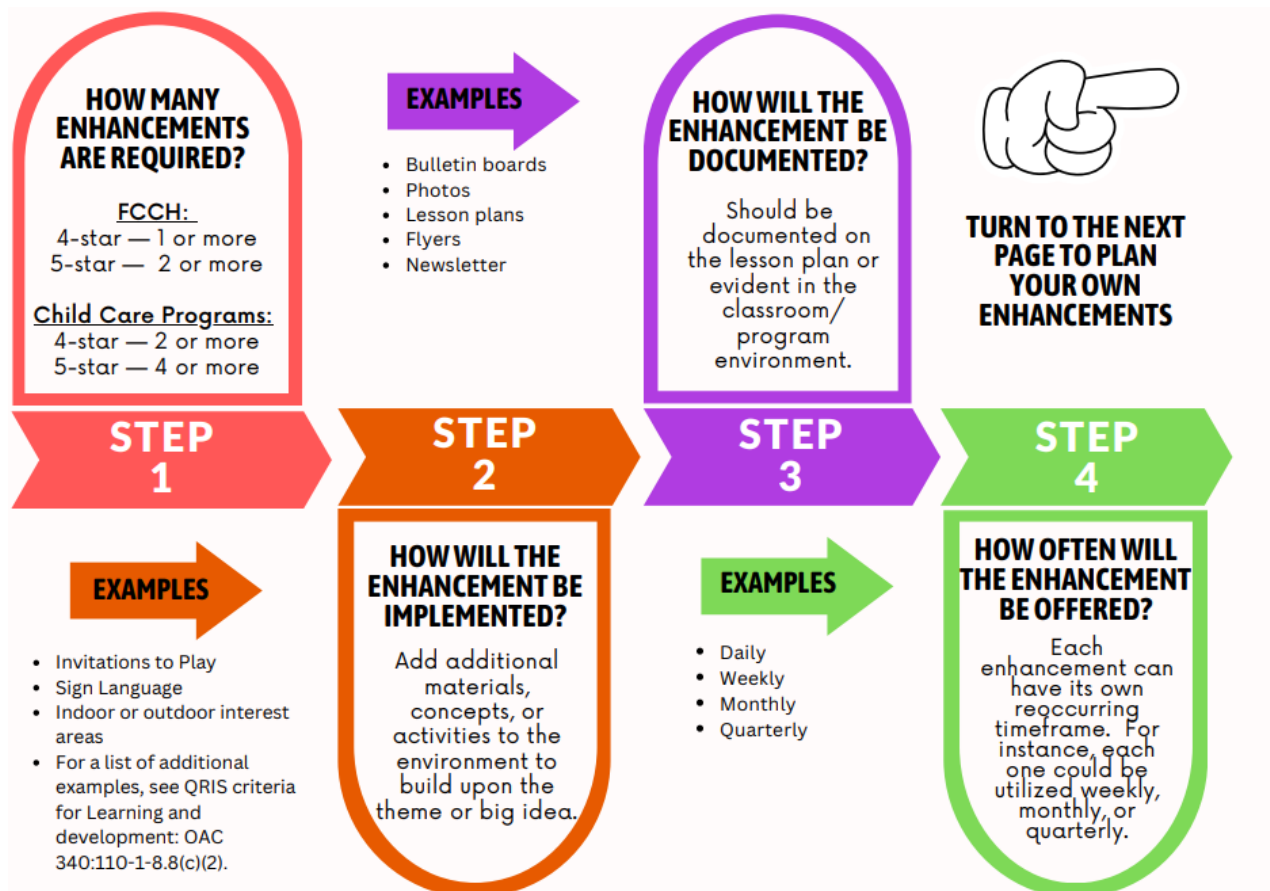 HOW MANY
ENHANCEMENTS
ARE REQUIRED?
FCCH:
4-star — 1 or more
5-star — 2 or more
Child Care Programs:
4-star — 2 or more
5-star — 4 or more
STEP
1
EXAMPLES
• Invitations to Play
• Sign Language
• Indoor or outdoor interest
areas
• For a list of additional
examples, see QRIS criteria
for Learning and
development: OAC
340:110-1-8.8(c)(2).
STEP
2
HOW WILL THE
ENHANCEMENT BE
IMPLEMENTED?
Add additional
materials,
concepts, or
activities to the
environment to
build upon the
theme or big idea.
EXAMPLES
• Bulletin boards
• Photos
• Lesson plans
• Flyers
• Newsletter
HOW WILL THE
ENHANCEMENT BE
DOCUMENTED?
Should be
documented on
the lesson plan or
evident in the
classroom/
program
environment.
STEP
3
EXAMPLES
• Daily
• Weekly
• Monthly
• Quarterly
STEP
4
HOW OFTEN WILL
THE ENHANCEMENT
BE OFFERED?
Each
enhancement can
have its own
reoccurring
timeframe. For
instance, each
one could be
utilized weekly,
monthly, or
quarterly.
TURN TO THE NEXT
PAGE TO PLAN
YOUR OWN
ENHANCEMENTS